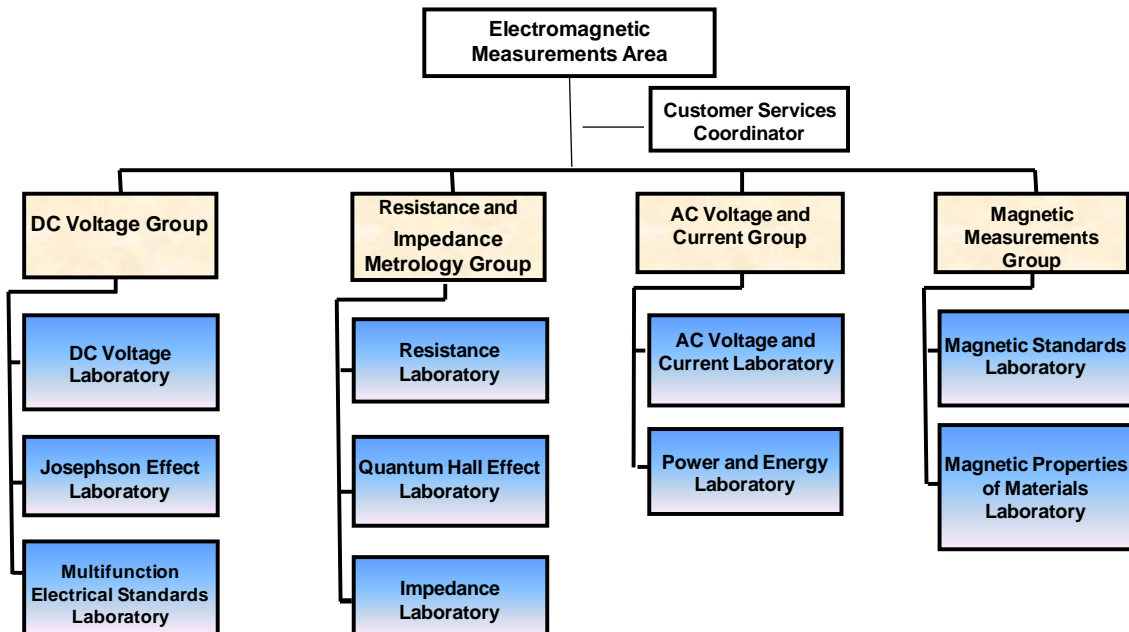 Electromagnetic
Measurements Area
Customer Services
Coordinator
DC Voltage Group
Resistance and
Impedance
Metrology Group
AC Voltage and
Current Group
Magnetic
Measurements
Group
DC Voltage
Laboratory
Resistance
Laboratory
AC Voltage and
Current Laboratory
Magnetic Standards
Laboratory
Josephson Effect
Laboratory
Quantum Hall Effect
Laboratory
Power and Energy
Laboratory
Magnetic Properties
of Materials
Laboratory
Multifunction
Electrical Standards
Laboratory
Impedance
Laboratory